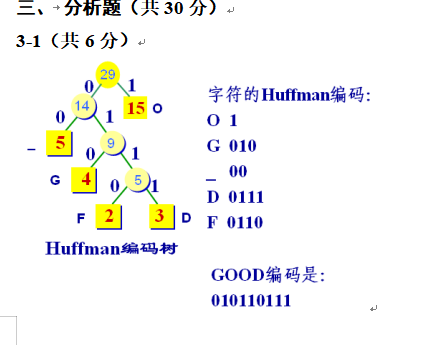 三、分析题（共 30 分）
3-1（共 6 分）
29
0 1
14 15 O
0 1
_ 5 9
0 1
G 4 5
0 1
F 2 3 D
Huffman编码树
字符的Huffman编码：
O 1
G 010
_ 00
D 0111
F 0110
GOOD编码是：
010110111